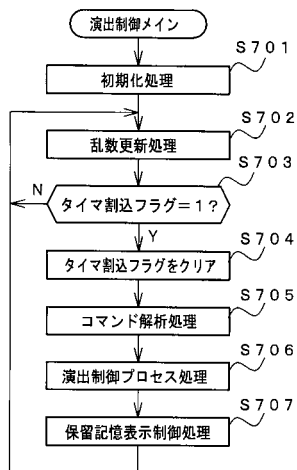 演出制御メイン
S701
初期化処理
S702
乱数更新処理
S703
N
タイマ割込フラグ=1?
Y
S704
タイマ割込フラグをクリア
S705
コマンド解析処理
S706
演出制御プロセス処理
S707
保留記憶表示制御処理